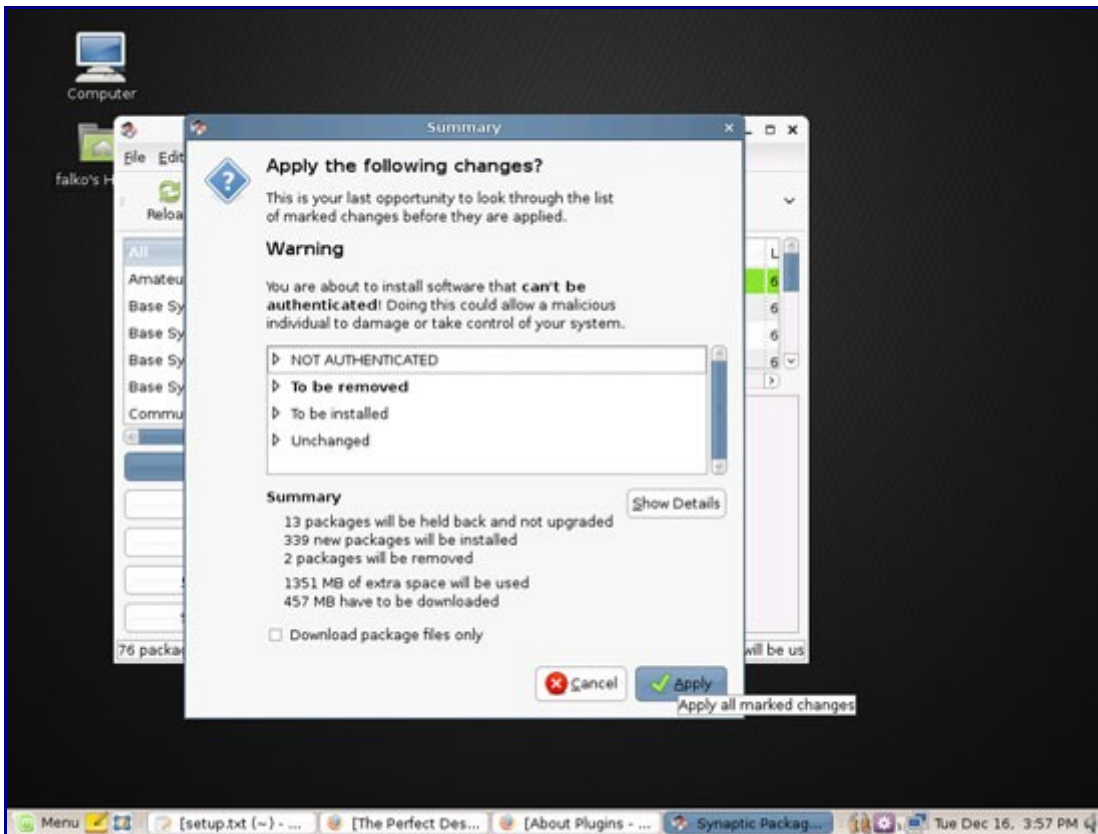 Computer
falko's H
File Edit
Reloa
All
Amateu
Base Sy
Base Sy
Base Sy
Base Sy
Commu
76 packa
Summary
Apply the following changes?
This is your last opportunity to look through the list
of marked changes before they are applied.
Warning
You are about to install software that can't be
authenticated! Doing this could allow a malicious
individual to damage or take control of your system.
NOT AUTHENTICATED
To be removed
To be installed
Unchanged
Summary
Show Details
13 packages will be held back and not upgraded
339 new packages will be installed
2 packages will be removed
1351 MB of extra space will be used
457 MB have to be downloaded
Download package files only
Cancel
Apply
Apply all marked changes
L
6
6
6
6
will be us
Menu
[setup.txt (~) - ...
[The Perfect Des...
[About Plugins - ...
Synaptic Packag...
Tue Dec 16, 3:57 PM